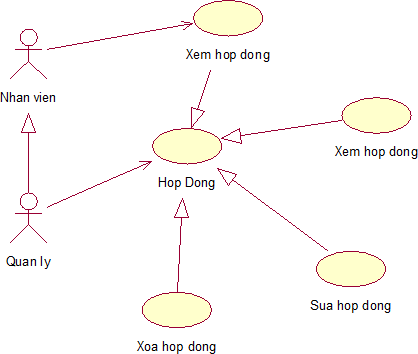 Xem hop dong
Nhan vien
Xem hop dong
Hop Dong
Quan ly
Sua hop dong
Xoa hop dong